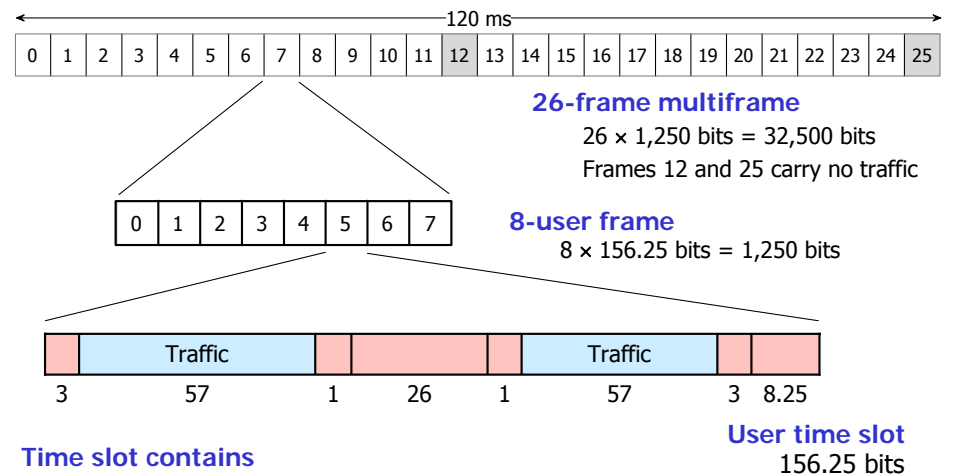 120 ms
0 1 2 3 4 5 6 7 8 9 10 11 12 13 14 15 16 17 18 19 20 21 22 23 24 25
26-frame multiframe
26 × 1,250 bits = 32,500 bits
Frames 12 and 25 carry no traffic
0 1 2 3 4 5 6 7
8-user frame
8 × 156.25 bits = 1,250 bits
Traffic Traffic
3 57 1 26 1 57 3 8.25
User time slot
156.25 bits
Time slot contains